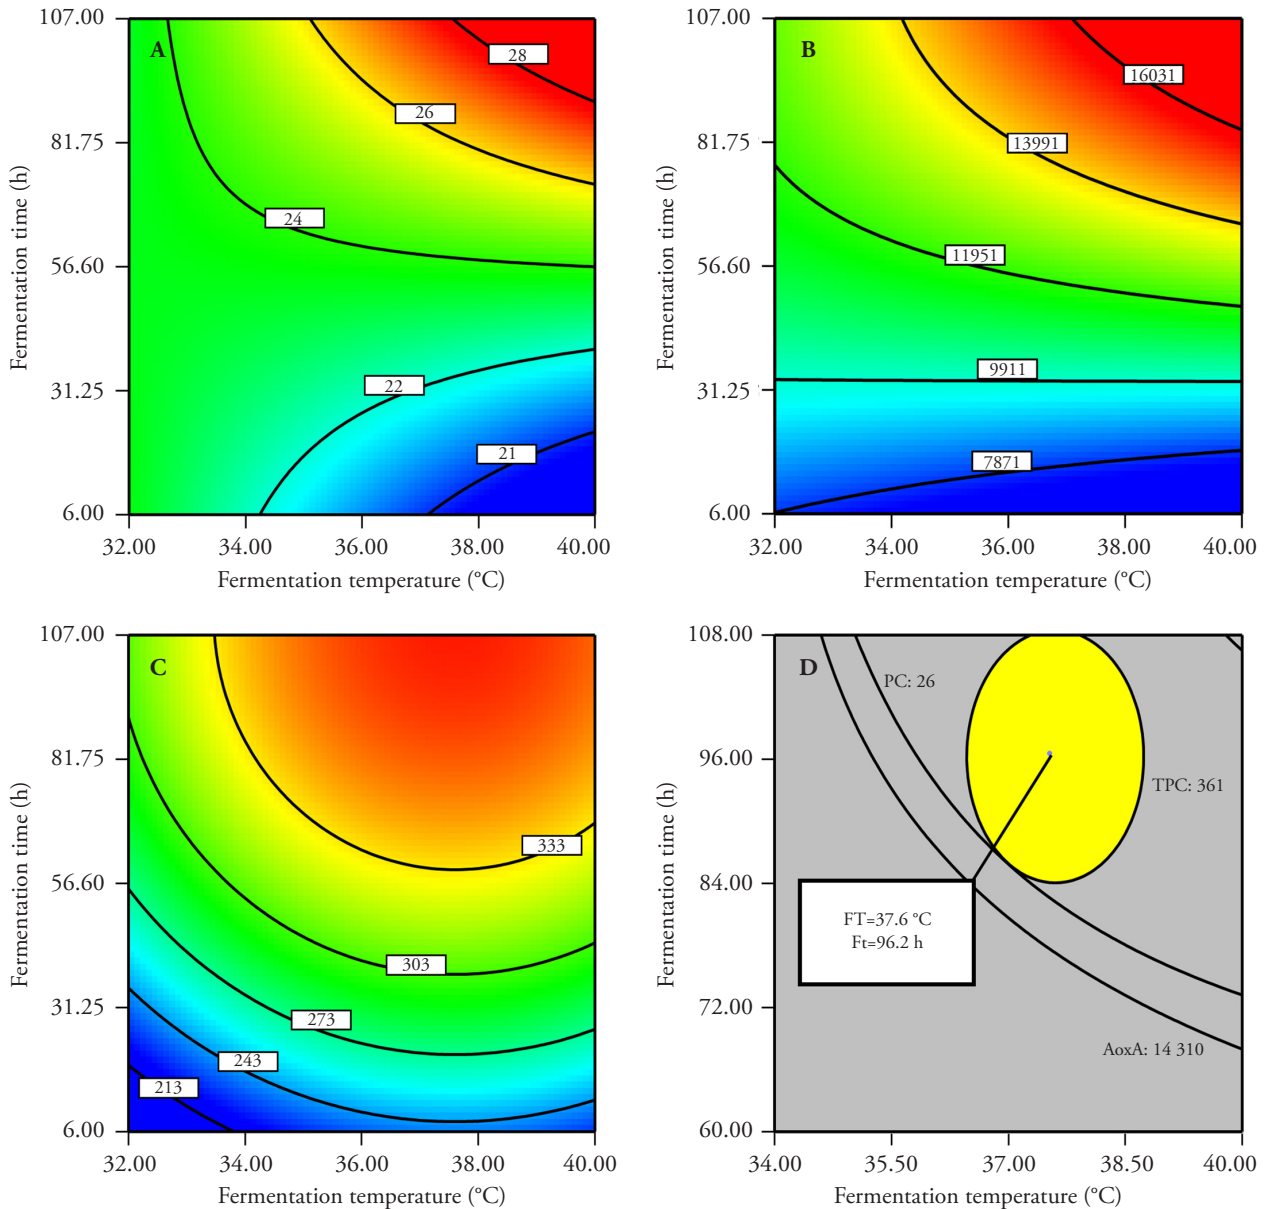 A
107.00
81.75
56.60
31.25
6.00
Fermentation time (h)
28
26
24
22
21
32.00 34.00 36.00 38.00 40.00
Fermentation temperature (°C)
B
107.00
81.75
56.60
31.25
6.00
Fermentation time (h)
16031
13991
11951
9911
7871
32.00 34.00 36.00 38.00 40.00
Fermentation temperature (°C)
C
107.00
81.75
56.60
31.25
6.00
Fermentation time (h)
333
303
273
243
213
32.00 34.00 36.00 38.00 40.00
Fermentation temperature (°C)
D
108.00
96.00
84.00
72.00
60.00
Fermentation time (h)
PC: 26
TPC: 361
FT=37.6 °C
Ft=96.2 h
AoxA: 14 310
34.00 35.50 37.00 38.50 40.00
Fermentation temperature (°C)